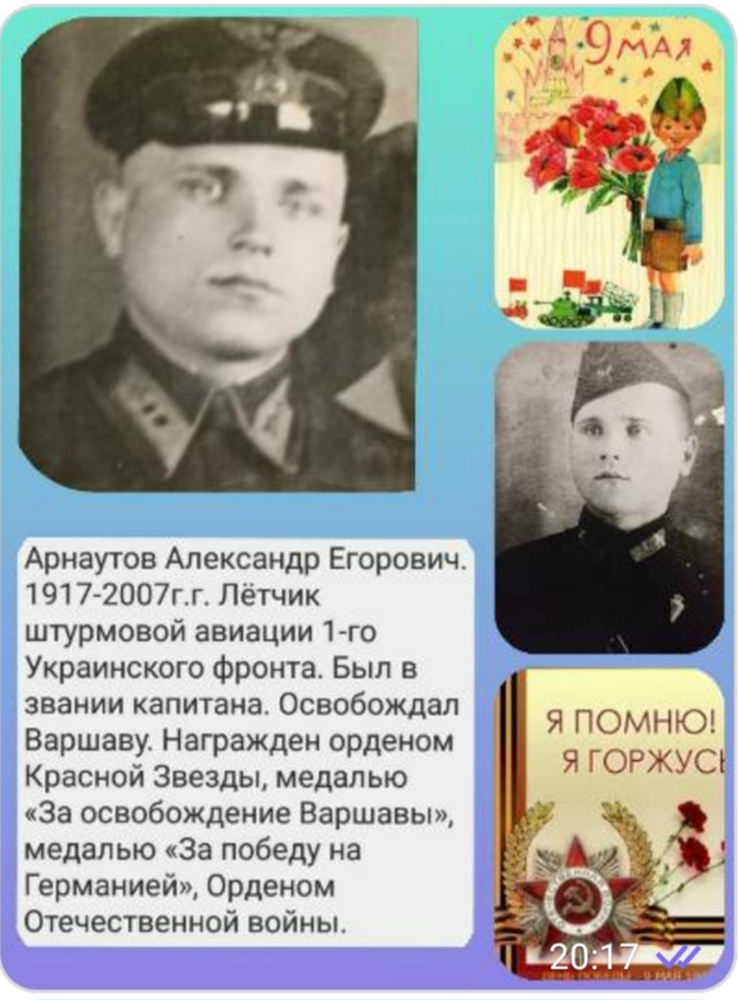 9 МАЯ
Арнаутов Александр Егорович.
1917-2007г.г. Лётчик
штурмовой авиации 1-го
Украинского фронта. Был в
звании капитана. Освобождал
Варшаву. Награжден орденом
Красной Звезды, медалью
«За освобождение Варшавы»,
медалью «За победу на
Германией», Орденом
Отечественной войны.
Я ПОМНЮ!
Я ГОРЖУСЬ
20:17